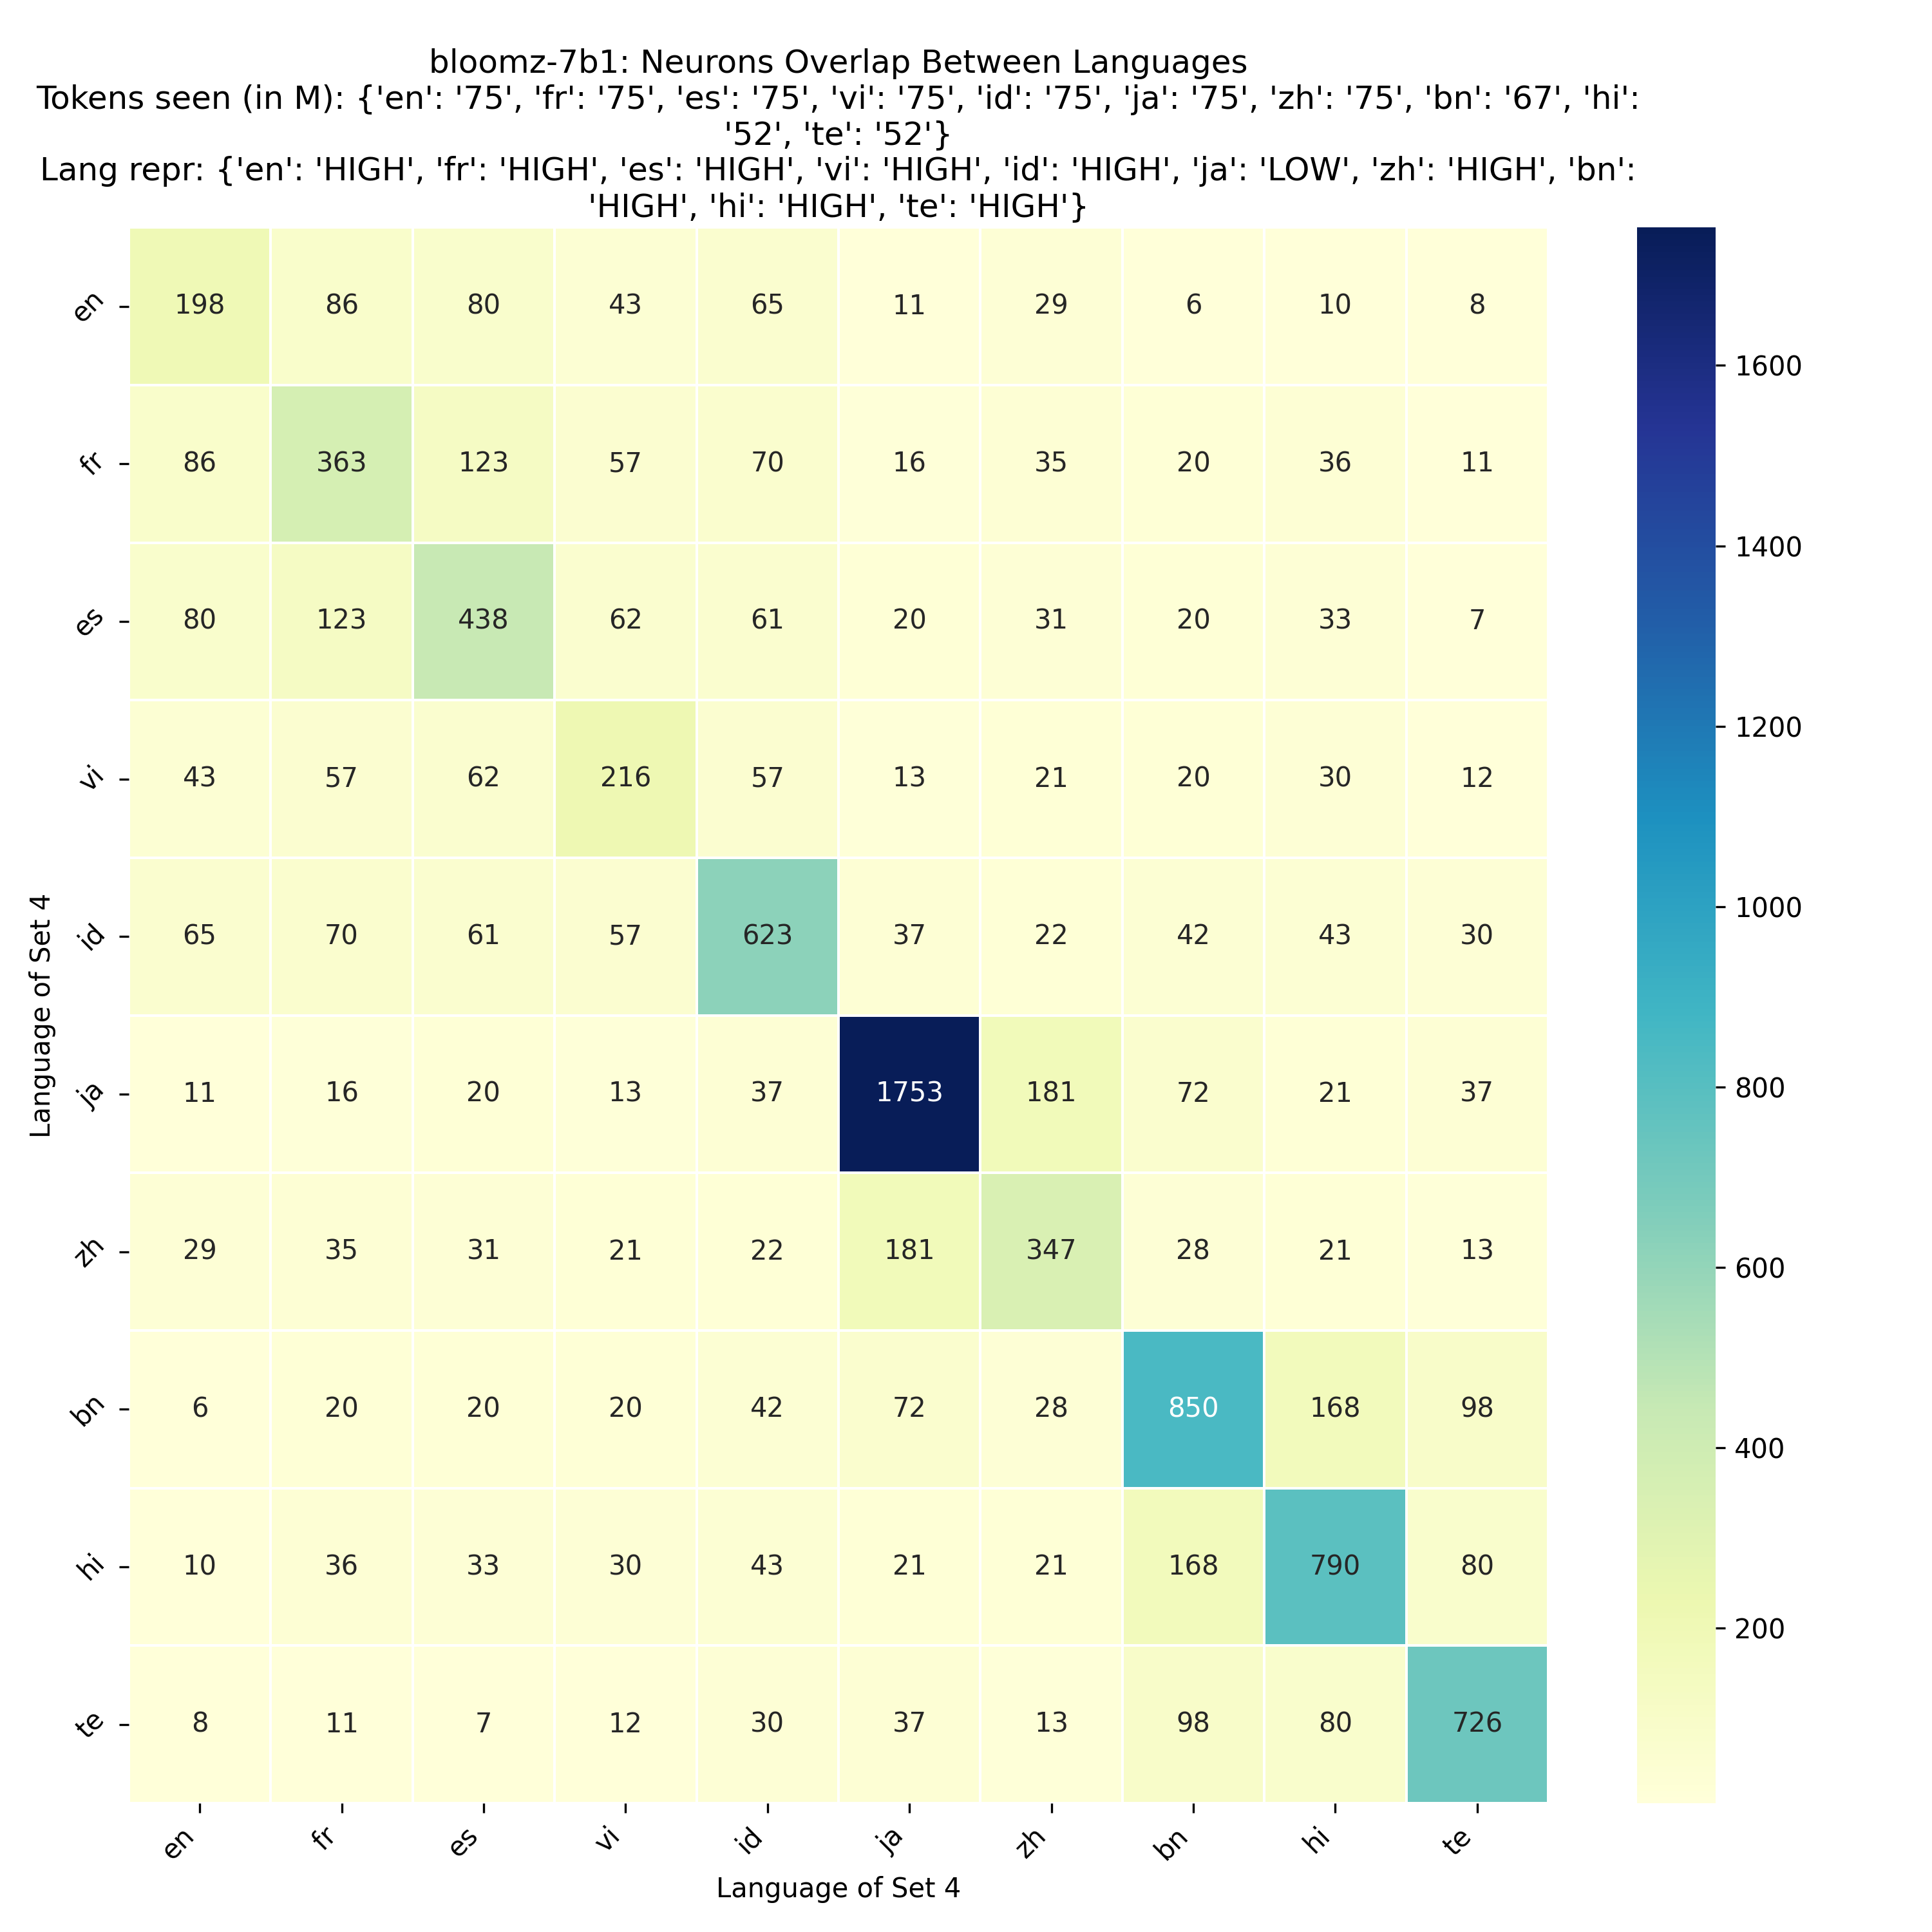 bloomz-7b1: Neurons Overlap Between Languages
Tokens seen (in M): {'en': '75', 'fr': '75', 'es': '75', 'vi': '75', 'id': '75', 'ja': '75', 'zh': '75', 'bn': '67', 'hi':
'52', 'te': '52'}
Lang repr: {'en': 'HIGH', 'fr': 'HIGH', 'es': 'HIGH', 'vi': 'HIGH', 'id': 'HIGH', 'ja': 'LOW', 'zh': 'HIGH', 'bn':
'HIGH', 'hi': 'HIGH', 'te': 'HIGH'}
Language of Set 4
en 198 86 80 43 65 11 29 6 10 8
fr 86 363 123 57 70 16 35 20 36 11
es 80 123 438 62 61 20 31 20 33 7
vi 43 57 62 216 57 13 21 20 30 12
id 65 70 61 57 623 37 22 42 43 30
ja 11 16 20 13 37 1753 181 72 21 37
zh 29 35 31 21 22 181 347 28 21 13
bn 6 20 20 20 42 72 28 850 168 98
hi 10 36 33 30 43 21 21 168 790 80
te 8 11 7 12 30 37 13 98 80 726
en fr es vi id ja zh bn hi te
Language of Set 4
1600
1400
1200
1000
800
600
400
200